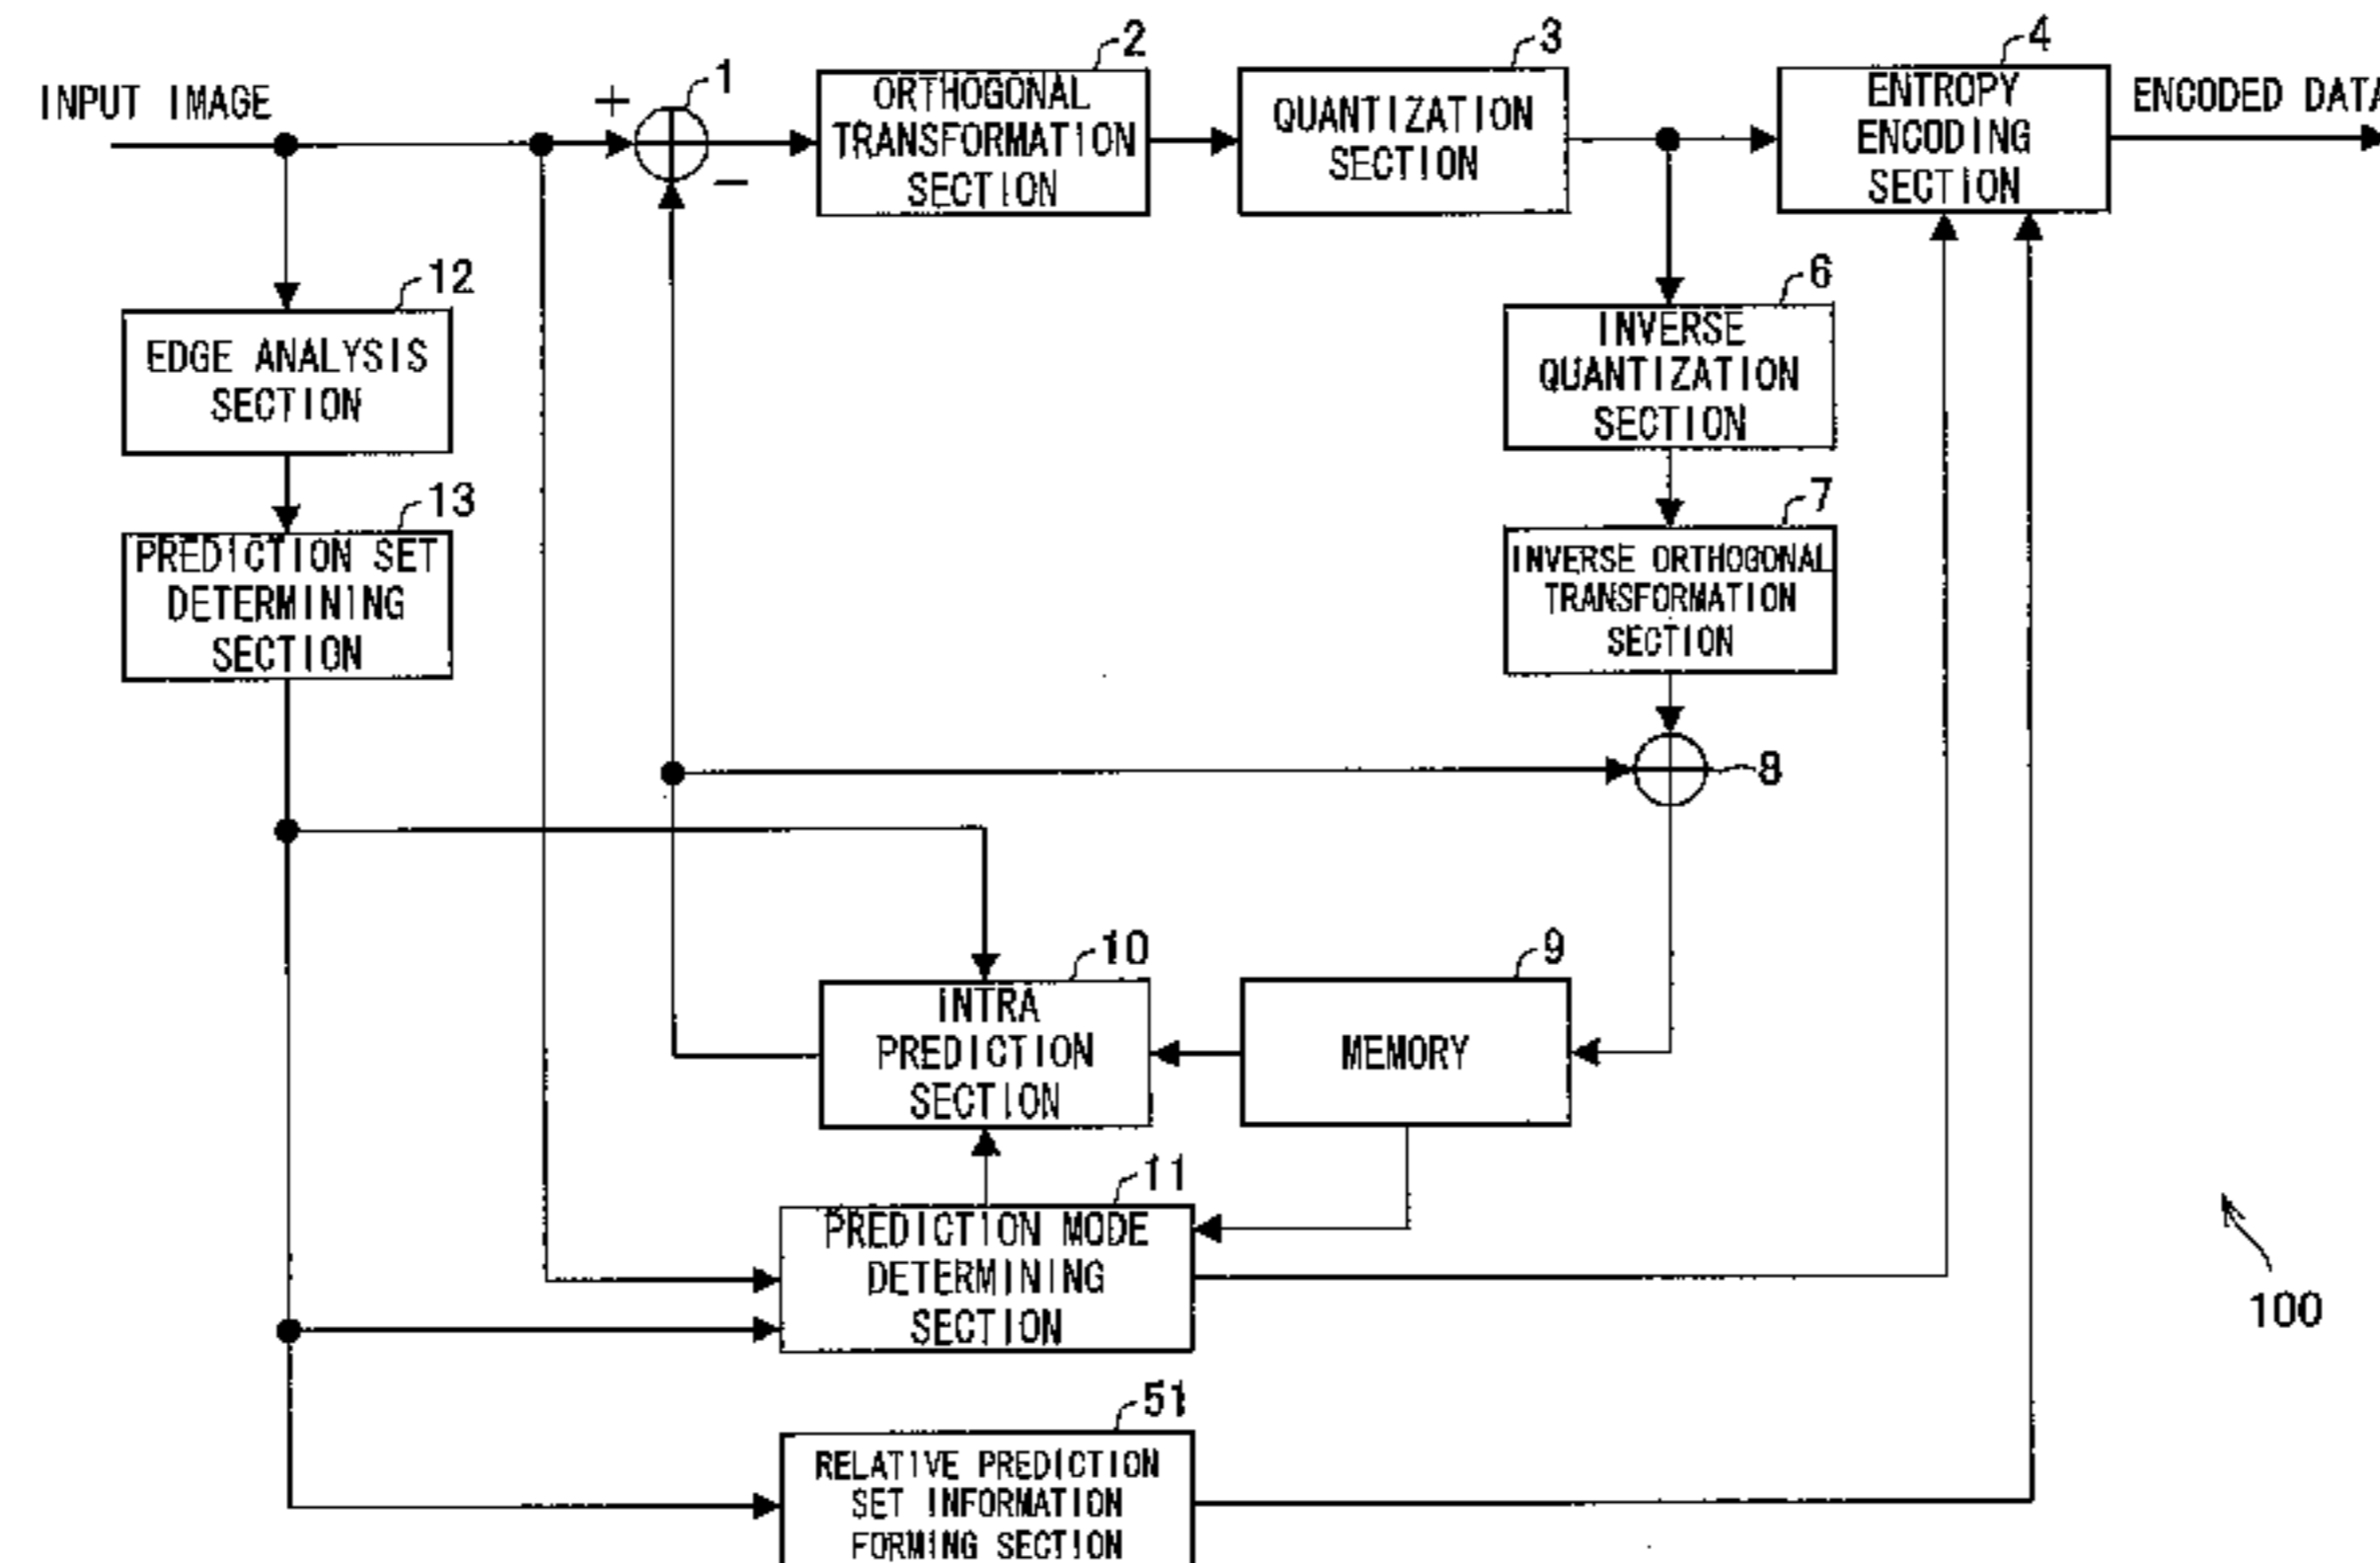 INPUT IMAGE
+
1
−
2
ORTHOGONAL
TRANSFORMATION
SECTION
3
QUANTIZATION
SECTION
4
ENTROPY
ENCODING
SECTION
ENCODED DATA
12
EDGE ANALYSIS
SECTION
6
INVERSE
QUANTIZATION
SECTION
13
PREDICTION SET
DETERMINING
SECTION
7
INVERSE ORTHOGONAL
TRANSFORMATION
SECTION
8
10
INTRA
PREDICTION
SECTION
9
MEMORY
11
PREDICTION MODE
DETERMINING
SECTION
100
51
RELATIVE PREDICTION
SET INFORMATION
FORMING SECTION